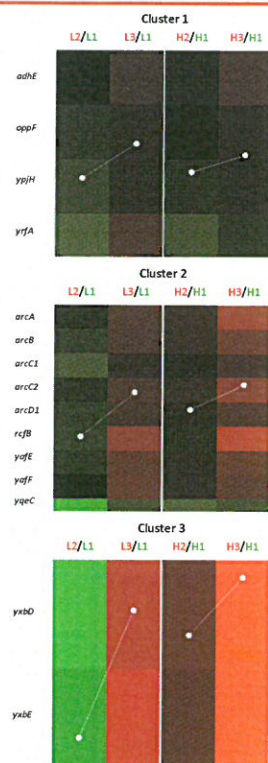 Cluster 1
L2/L1 L3/L1 H2/H1 H3/H1
adhE
oppF
ypjH
yrfA
Cluster 2
L2/L1 L3/L1 H2/H1 H3/H1
arcA
arcB
arcC1
arcC2
arcD1
rcfB
yafE
yafF
yqeC
Cluster 3
L2/L1 L3/L1 H2/H1 H3/H1
yxbD
yxbE